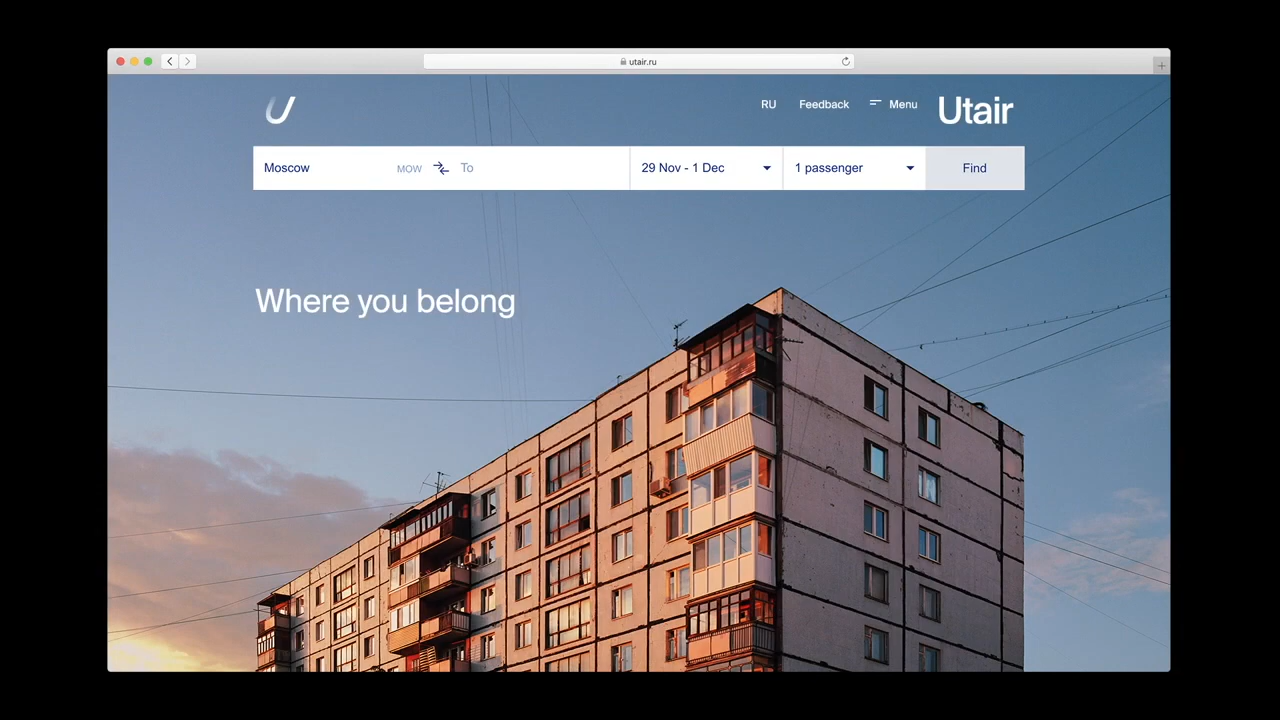 utair.ru
RU Feedback Menu Utair
Moscow MOW To 29 Nov - 1 Dec 1 passenger Find
Where you belong